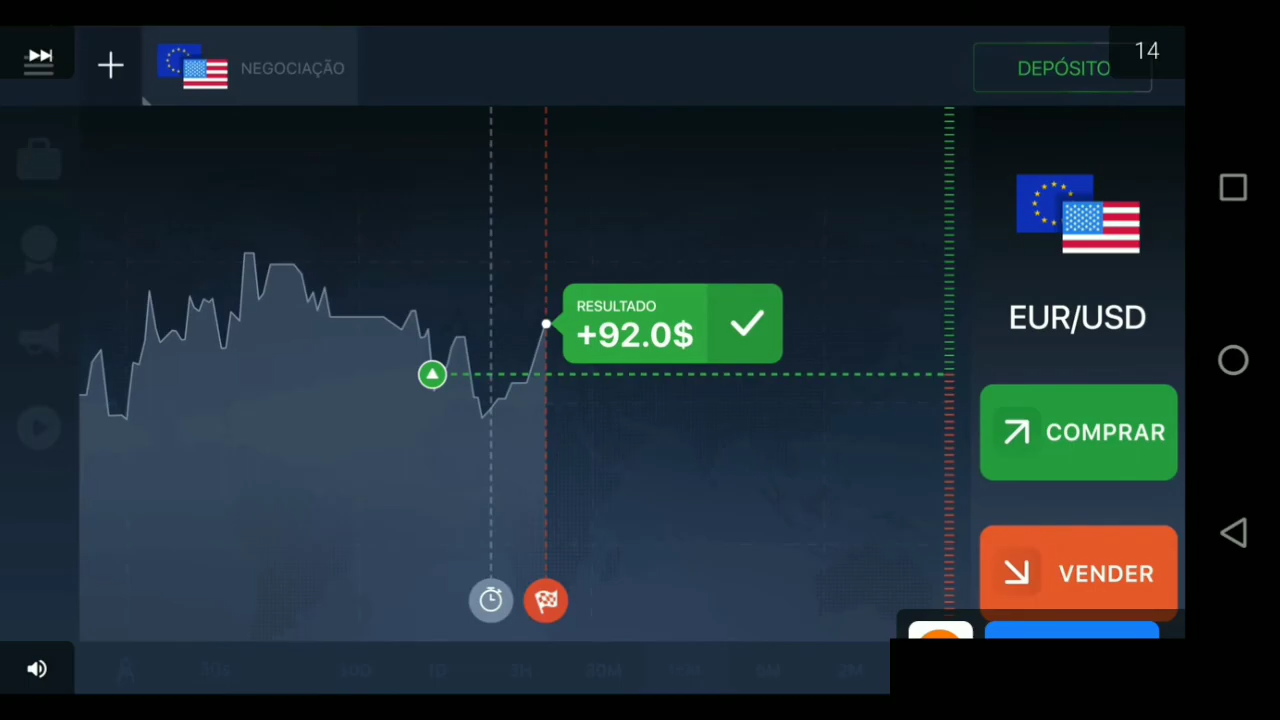 NEGOCIAÇÃO
14
DEPÓSITO
RESULTADO
+92.0$
EUR/USD
COMPRAR
VENDER